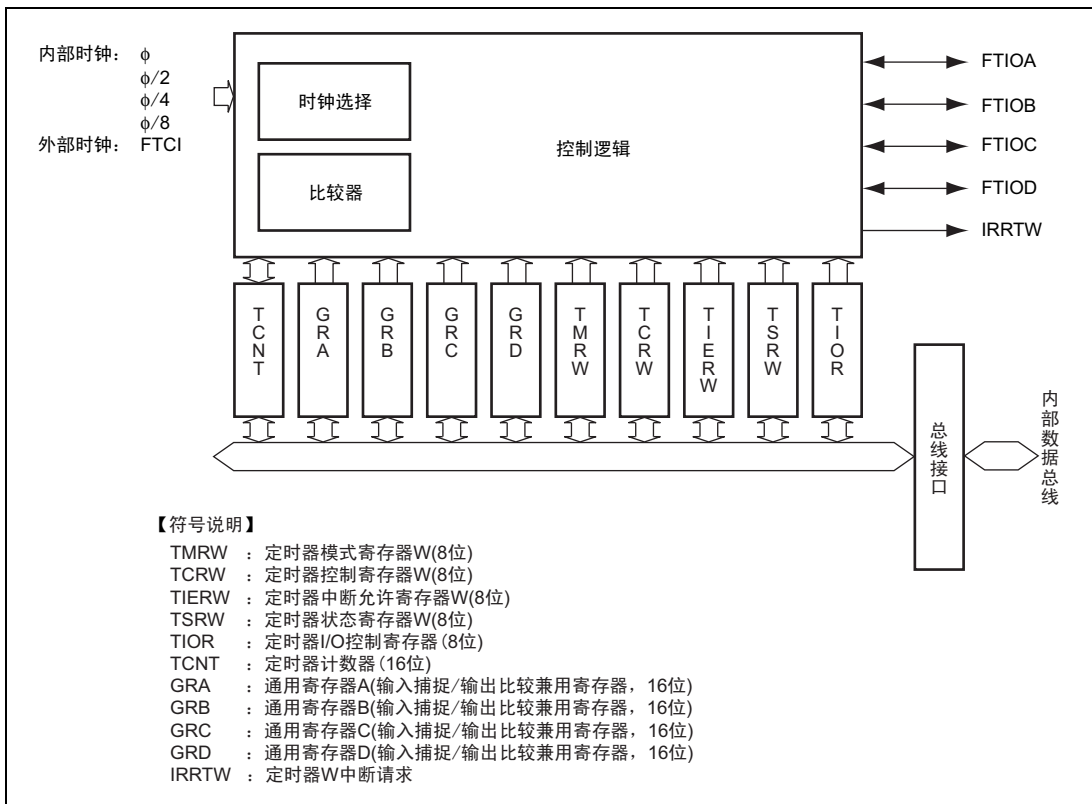 内部时钟： ϕ
ϕ/2
ϕ/4
ϕ/8
外部时钟： FTCI
时钟选择
比较器
控制逻辑
FTIOA
FTIOB
FTIOC
FTIOD
IRRTW
TCNT
GRA
GRB
GRC
GRD
TMRW
TCRW
TIERW
TSRW
TIOR
总线接口
内部数据总线
【符号说明】
TMRW ： 定时器模式寄存器W(8位)
TCRW ： 定时器控制寄存器W(8位)
TIERW ： 定时器中断允许寄存器W(8位)
TSRW ： 定时器状态寄存器W(8位)
TIOR ： 定时器I/O控制寄存器(8位)
TCNT ： 定时器计数器(16位)
GRA ： 通用寄存器A(输入捕捉/输出比较兼用寄存器，16位)
GRB ： 通用寄存器B(输入捕捉/输出比较兼用寄存器，16位)
GRC ： 通用寄存器C(输入捕捉/输出比较兼用寄存器，16位)
GRD ： 通用寄存器D(输入捕捉/输出比较兼用寄存器，16位)
IRRTW ： 定时器W中断请求